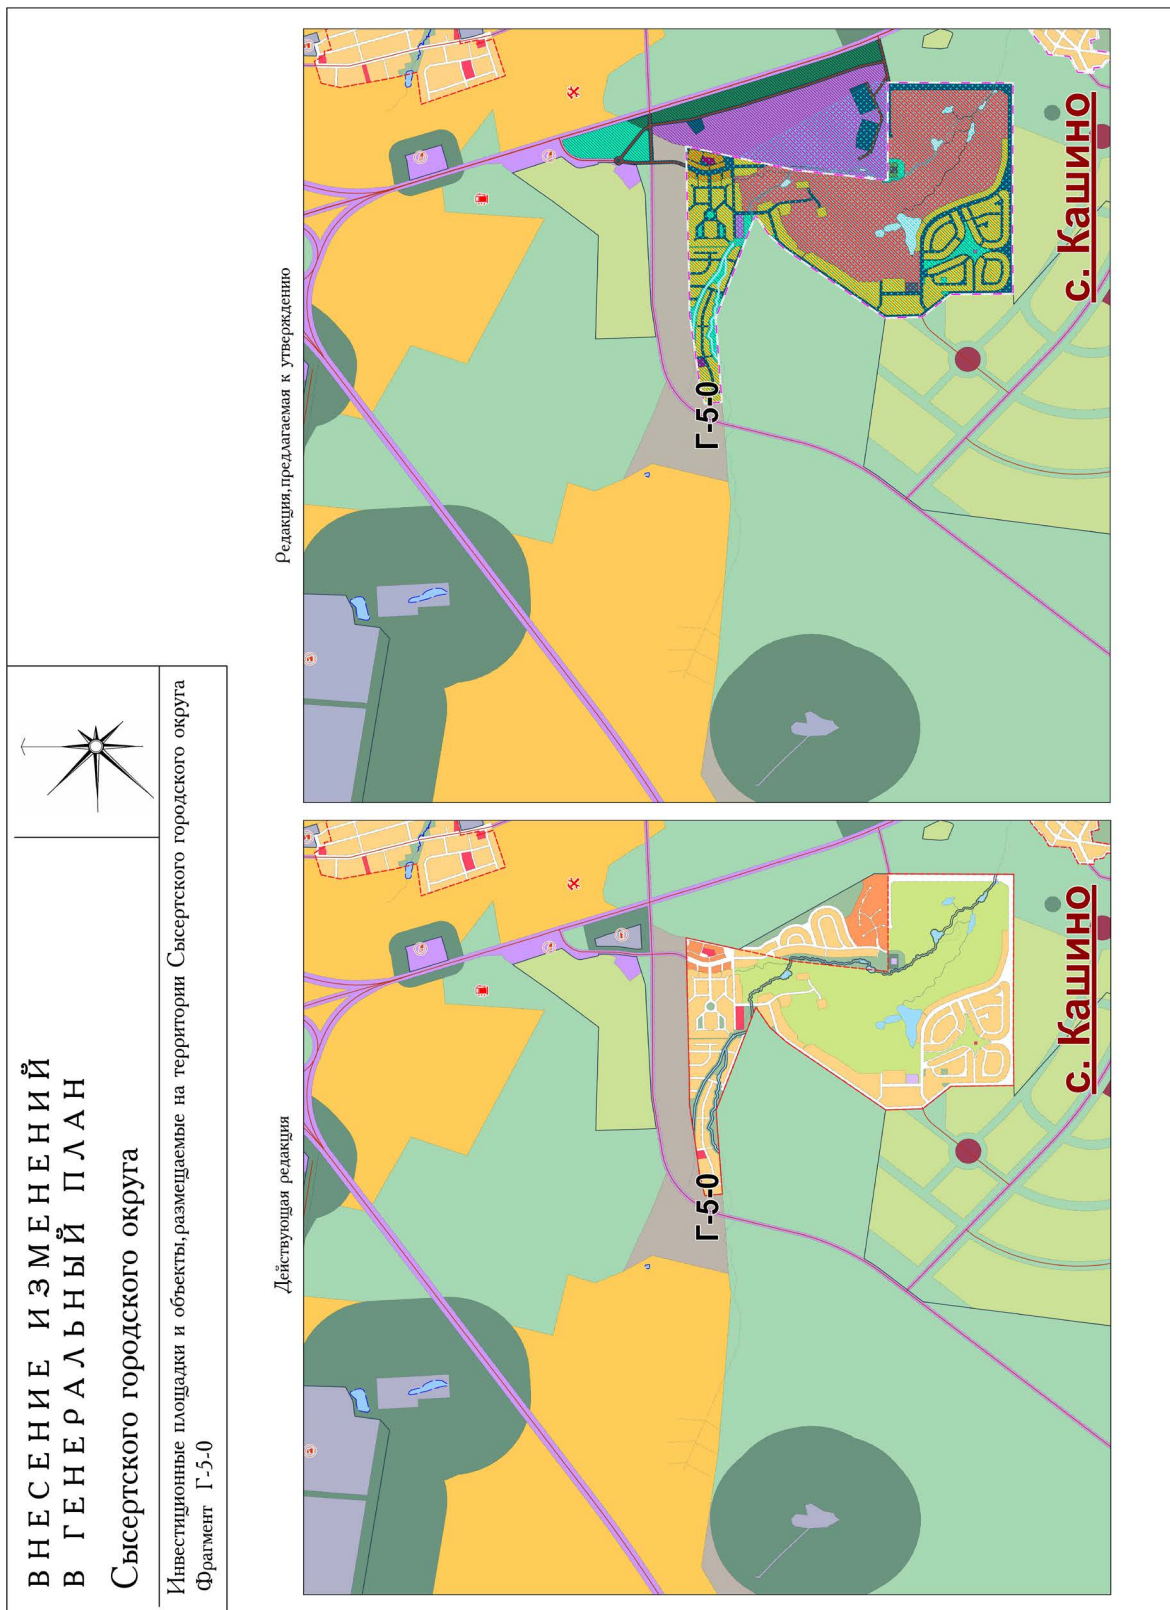 ВНЕСЕНИЕ ИЗМЕНЕНИЙ
В ГЕНЕРАЛЬНЫЙ ПЛАН
Сысертского городского округа
Инвестиционные площадки и объекты,размещаемые на территории Сысертского городского округа
Фрагмент Г-5-0
Действующая редакция
Г-5-0
с. Кашино
Редакция,предлагаемая к утверждению
Г-5-0
с. Кашино